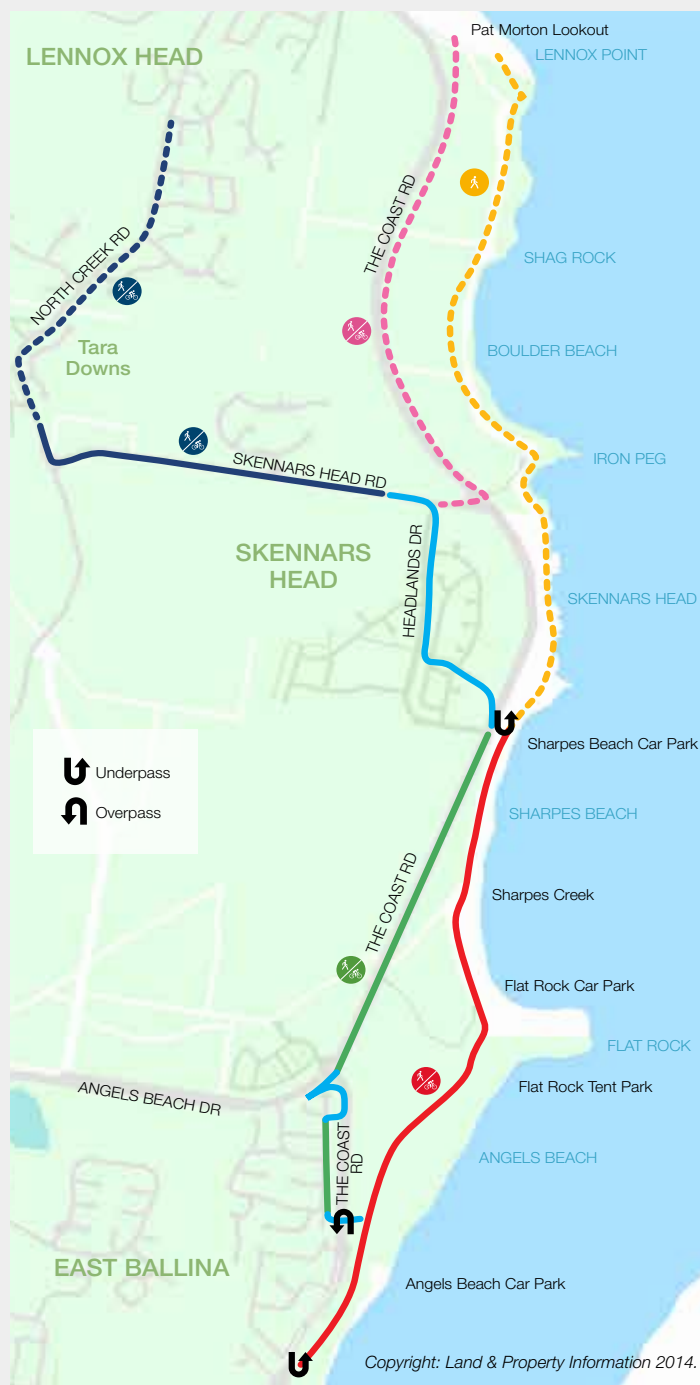 Pat Morton Lookout
LENNOX HEAD
LENNOX POINT
THE COAST RD
NORTH CREEK RD
SHAG ROCK
Tara
Downs
BOULDER BEACH
SKENNARS HEAD RD
IRON PEG
SKENNARS
HEAD
HEADLANDS DR
SKENNARS HEAD
Sharpes Beach Car Park
Underpass
Overpass
SHARPES BEACH
THE COAST RD
Sharpes Creek
Flat Rock Car Park
FLAT ROCK
ANGELS BEACH DR
Flat Rock Tent Park
THE COAST
RD
ANGELS BEACH
EAST BALLINA
Angels Beach Car Park
Copyright: Land & Property Information 2014.